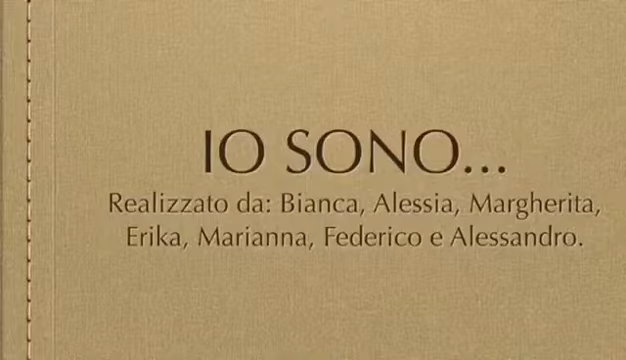 IO SONO...
Realizzato da: Bianca, Alessia, Margherita,
Erika, Marianna, Federico e Alessandro.